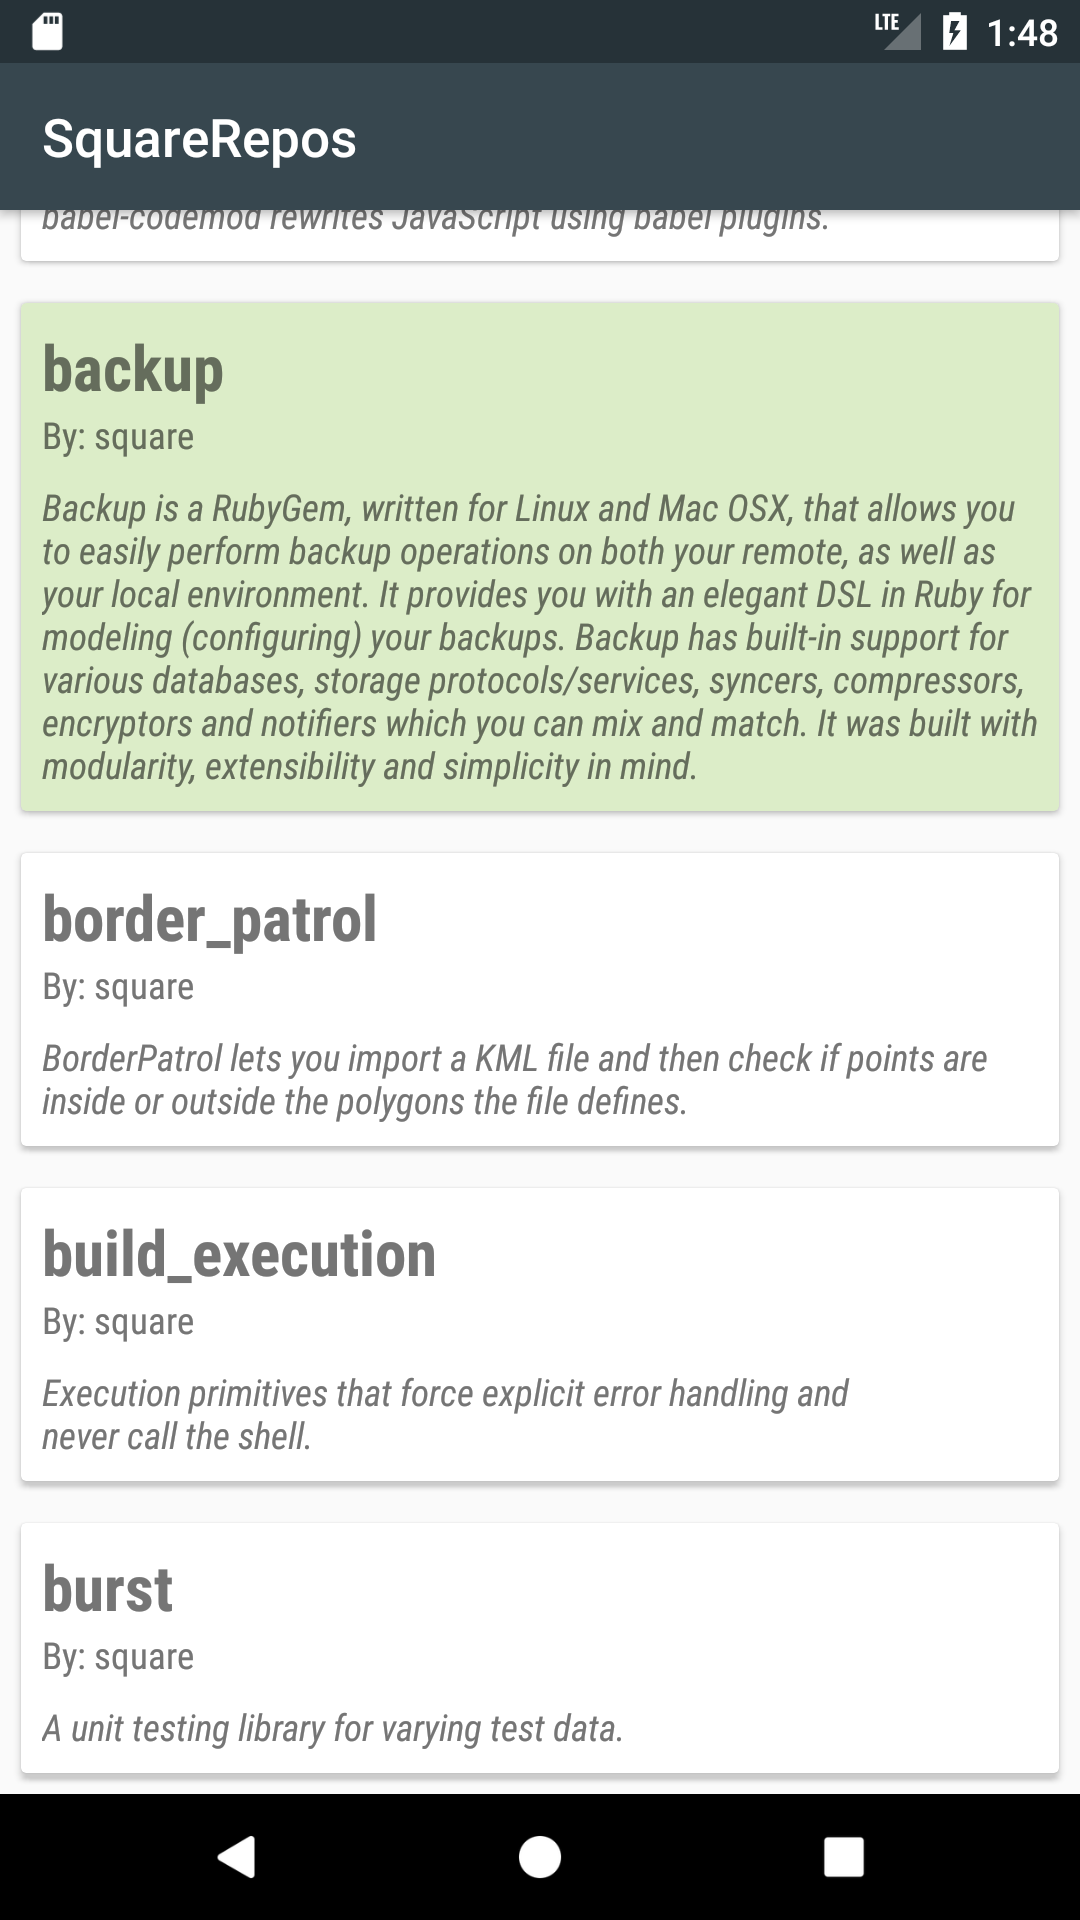 LTE 1:48
SquareRepos
babel-codemod rewrites JavaScript using babel plugins.
backup
By: square
Backup is a RubyGem, written for Linux and Mac OSX, that allows you
to easily perform backup operations on both your remote, as well as
your local environment. It provides you with an elegant DSL in Ruby for
modeling (configuring) your backups. Backup has built-in support for
various databases, storage protocols/services, syncers, compressors,
encryptors and notifiers which you can mix and match. It was built with
modularity, extensibility and simplicity in mind.
border_patrol
By: square
BorderPatrol lets you import a KML file and then check if points are
inside or outside the polygons the file defines.
build_execution
By: square
Execution primitives that force explicit error handling and
never call the shell.
burst
By: square
A unit testing library for varying test data.